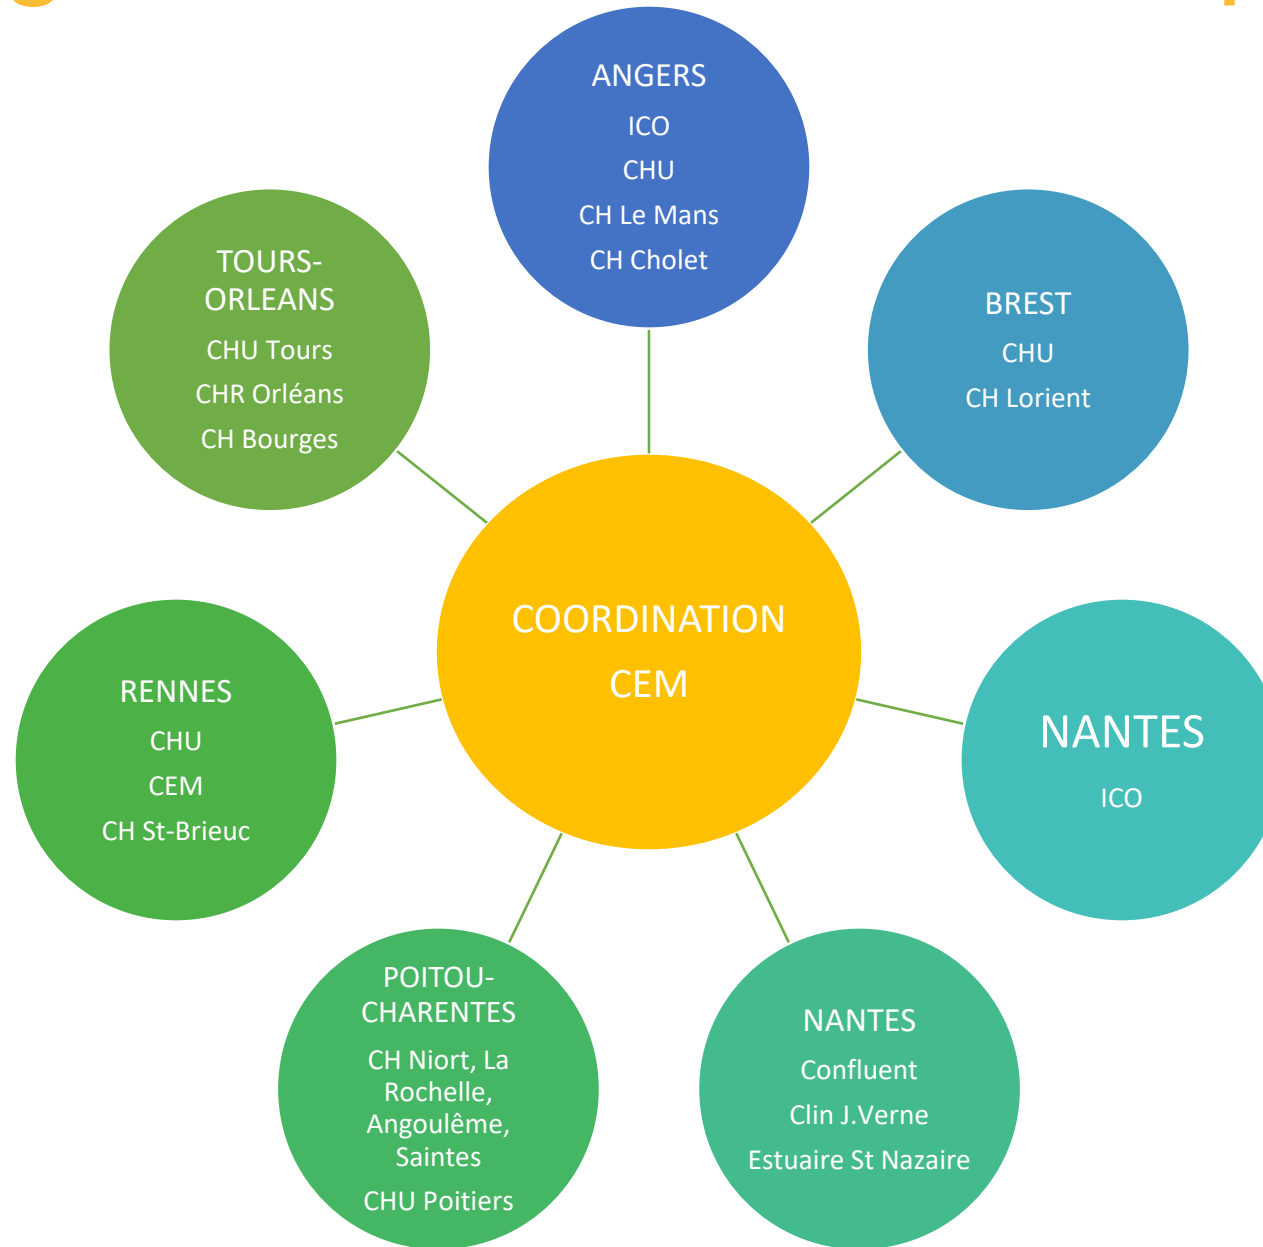 ANGERS
ICO
CHU
CH Le Mans
CH Cholet
TOURS-
ORLEANS
CHU Tours
CHR Orléans
CH Bourges
BREST
CHU
CH Lorient
COORDINATION
CEM
RENNES
CHU
CEM
CH St-Brieuc
NANTES
ICO
POITOU-
CHARENTES
CH Niort, La
Rochelle,
Angoulême,
Saintes
CHU Poitiers
NANTES
Confluent
Clin J.Verne
Estuaire St Nazaire